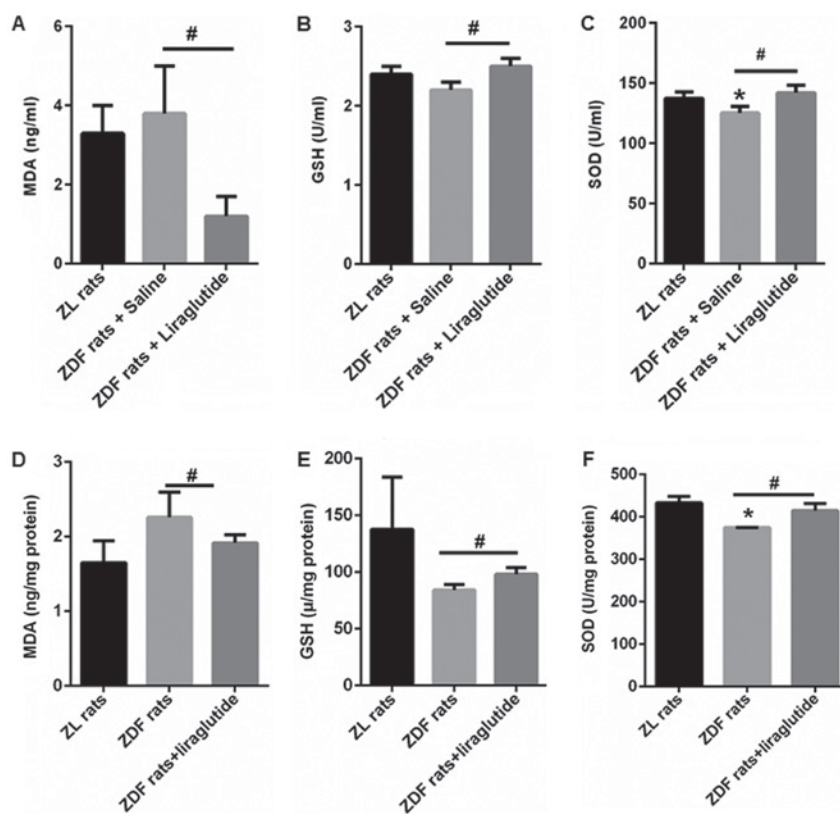 A
MDA (ng/ml)
6
4
2
0
#
ZL rats
ZDF rats + Saline
ZDF rats + Liraglutide
B
GSH (U/ml)
3
2
1
0
#
ZL rats
ZDF rats + Saline
ZDF rats + Liraglutide
C
SOD (U/ml)
200
150
100
50
0
*
#
ZL rats
ZDF rats + Saline
ZDF rats + Liraglutide
D
MDA (ng/mg protein)
3
2
1
0
#
ZL rats
ZDF rats
ZDF rats+liraglutide
E
GSH (µ/mg protein)
200
150
100
50
0
#
ZL rats
ZDF rats
ZDF rats+liraglutide
F
SOD (U/mg protein)
500
400
300
200
100
0
*
#
ZL rats
ZDF rats
ZDF rats+liraglutide